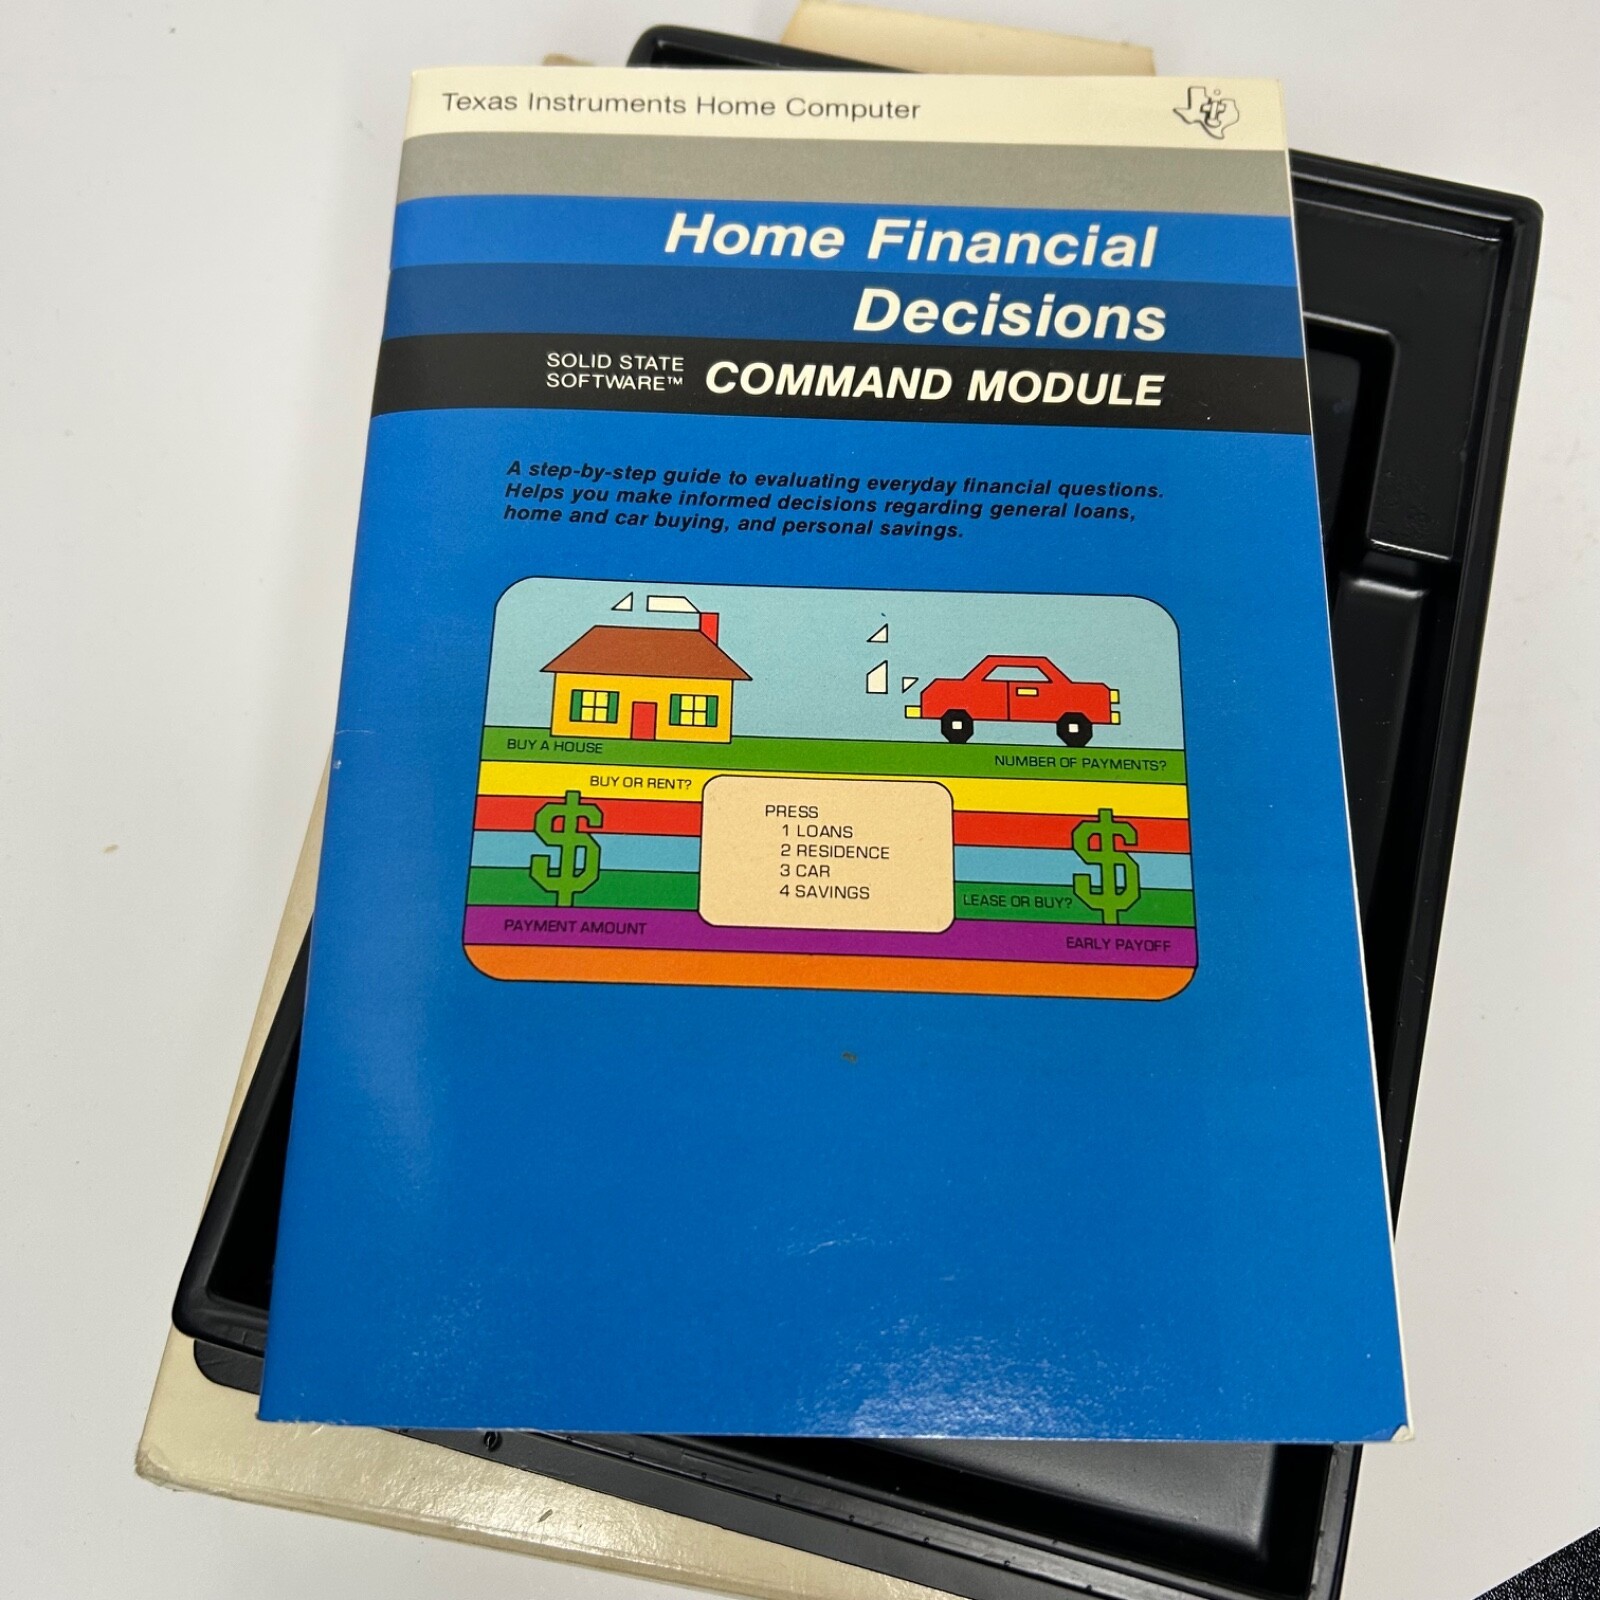 Texas Instruments Home Computer
Home Financial
Decisions
SOLID STATE
SOFTWARE™ COMMAND MODULE
A step-by-step guide to evaluating everyday financial questions.
Helps you make informed decisions regarding general loans,
home and car buying, and personal savings.
BUY A HOUSE
NUMBER OF PAYMENTS?
BUY OR RENT?
PRESS
1 LOANS
2 RESIDENCE
3 CAR
4 SAVINGS
$
$
LEASE OR BUY?
PAYMENT AMOUNT
EARLY PAYOFF